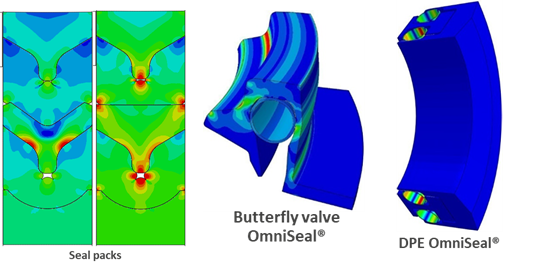 Seal packs
Butterfly valve
OmniSeal®
DPE OmniSeal®